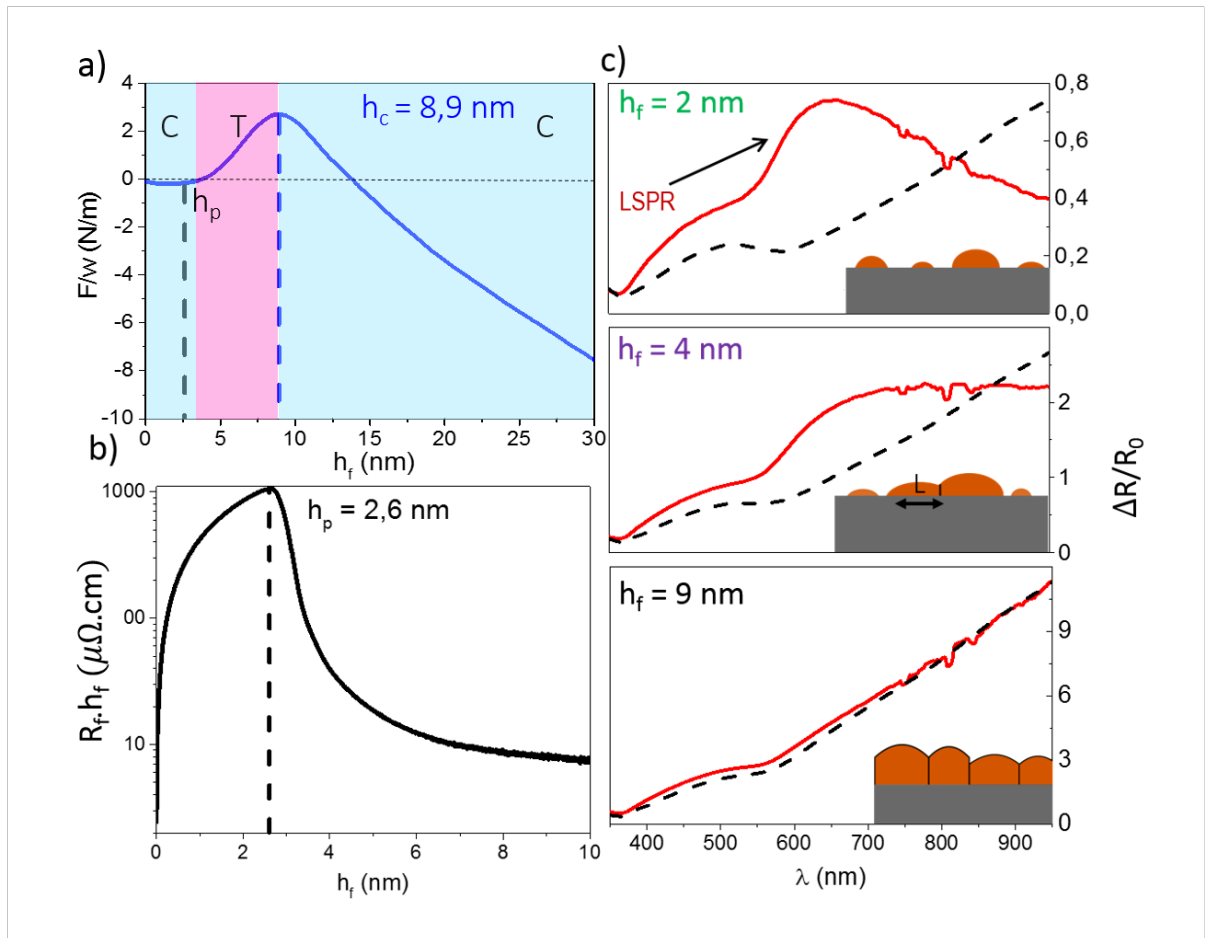 a)
4
2
0
-2
-4
-6
-8
-10
F/w (N/m)
C
T
h_c = 8,9 nm
C
h_p
0
5
10
15
20
25
30
h_f (nm)
b)
1000
00
10
R_f.h_f (μΩ.cm)
h_p = 2,6 nm
0
2
4
6
8
10
h_f (nm)
c)
h_f = 2 nm
LSPR
0,8
0,6
0,4
0,2
0,0
h_f = 4 nm
L
2
1
0
ΔR/R_0
h_f = 9 nm
9
6
3
0
400
500
600
700
800
900
λ (nm)